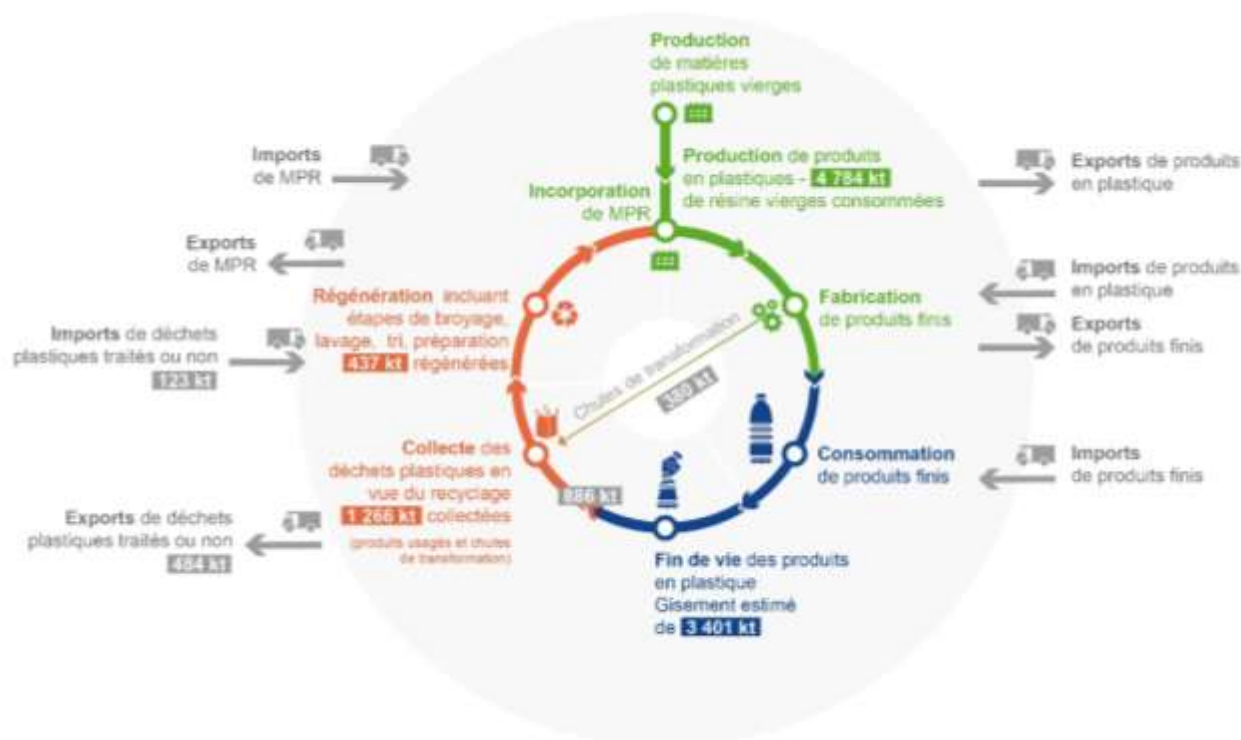 Production
de matières
plastiques vierges
Production de produits
en plastiques - 4 784 kt
de résine vierges consommées
Incorporation
de MPR
Imports
de MPR
Exports
de MPR
Exports de produits
en plastique
Imports de produits
en plastique
Exports
de produits finis
Fabrication
de produits finis
Régénération incluant
étapes de broyage,
lavage, tri, préparation
437 kt régénérées
Imports de déchets
plastiques traités ou non
123 kt
Chutes de transformation
380 kt
Collecte des
déchets plastiques en
vue du recyclage
1 266 kt collectées
(produits usagés et chutes
de transformation)
886 kt
Consommation
de produits finis
Imports
de produits finis
Exports de déchets
plastiques traités ou non
484 kt
Fin de vie des produits
en plastique
Gisement estimé
de 3 401 kt